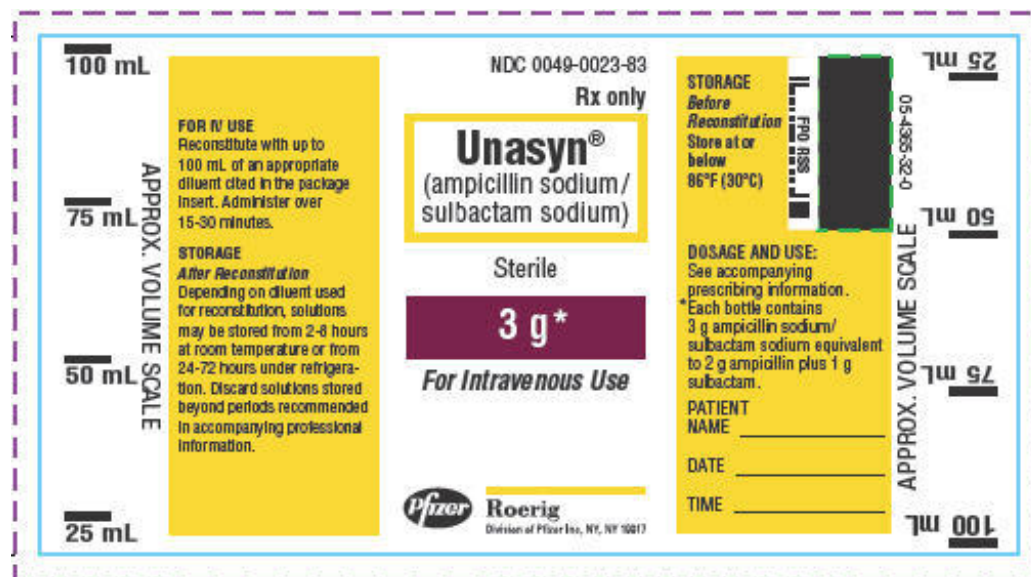 100 mL
75 mL
50 mL
25 mL
APPROX. VOLUME SCALE
FOR IV USE
Reconstitute with up to
100 mL of an appropriate
diluent cited in the package
insert. Administer over
15-30 minutes.
STORAGE
After Reconstitution
Depending on diluent used
for reconstitution, solutions
may be stored from 2-8 hours
at room temperature or from
24-72 hours under refrigera-
tion. Discard solutions stored
beyond periods recommended
in accompanying professional
information.
NDC 0049-0023-83
Rx only
Unasyn®
(ampicillin sodium/
sulbactam sodium)
Sterile
3 g*
For Intravenous Use
Pfizer
Roerig
Division of Pfizer Inc, NY, NY 10017
STORAGE
Before
Reconstitution
Store at or
below
86°F (30°C)
FPO RSS
DOSAGE AND USE:
See accompanying
prescribing information.
*Each bottle contains
3 g ampicillin sodium/
sulbactam sodium equivalent
to 2 g ampicillin plus 1 g
sulbactam.
PATIENT
NAME
DATE
TIME
05-4365-32-0
APPROX. VOLUME SCALE
25 mL
50 mL
75 mL
100 mL